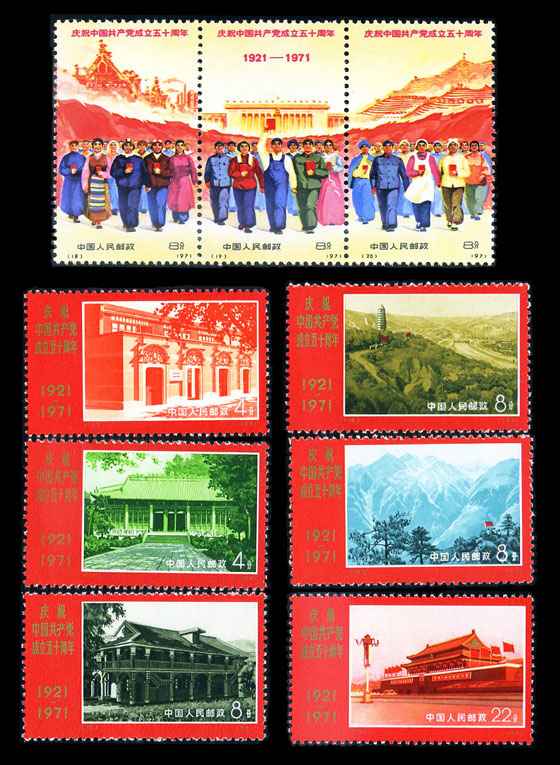 庆祝中国共产党成立五十周年
庆祝中国共产党成立五十周年
庆祝中国共产党成立五十周年
1921—1971
中国人民邮政 8分
(18) 1971
中国人民邮政 8分
(19) 1971
中国人民邮政 8分
(20) 1971
庆祝
中国共产党
成立五十周年
1921
1971
中国人民邮政 4分
庆祝
中国共产党
成立五十周年
1921
1971
中国人民邮政 8分
庆祝
中国共产党
成立五十周年
1921
1971
中国人民邮政 4分
庆祝
中国共产党
成立五十周年
1921
1971
中国人民邮政 8分
庆祝
中国共产党
成立五十周年
1921
1971
中国人民邮政 8分
庆祝
中国共产党
成立五十周年
1921
1971
中国人民邮政 22分